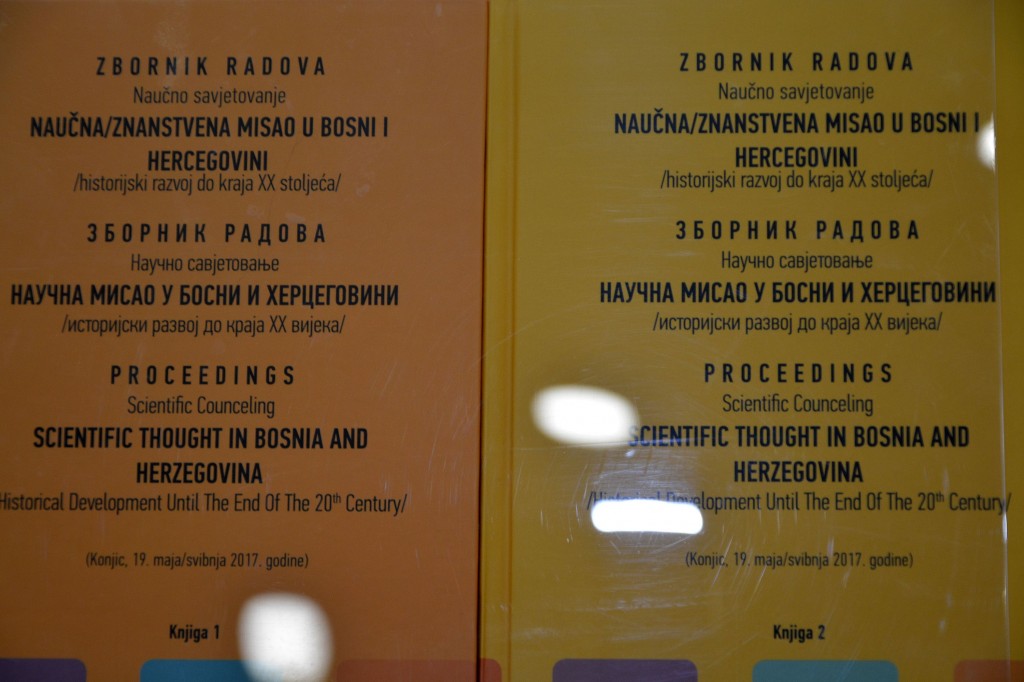 ZBORNIK RADOVA
Naučno savjetovanje
NAUČNA/ZNANSTVENA MISAO U BOSNI I
HERCEGOVINI
/historijski razvoj do kraja XX stoljeća/
ЗБОРНИК РАДОВА
Научно савјетовање
НАУЧНА МИСАО У БОСНИ И ХЕРЦЕГОВИНИ
/историјски развој до краја XX вијека/
PROCEEDINGS
Scientific Counceling
SCIENTIFIC THOUGHT IN BOSNIA AND
HERZEGOVINA
Historical Development Until The End Of The 20th Century/
(Konjic, 19. maja/svibnja 2017. godine)
Knjiga 1
ZBORNIK RADOVA
Naučno savjetovanje
NAUČNA/ZNANSTVENA MISAO U BOSNI I
HERCEGOVINI
/historijski razvoj do kraja XX stoljeća/
ЗБОРНИК РАДОВА
Научно савјетовање
НАУЧНА МИСАО У БОСНИ И ХЕРЦЕГОВИНИ
/историјски развој до краја XX вијека/
PROCEEDINGS
Scientific Counceling
SCIENTIFIC THOUGHT IN BOSNIA AND
HERZEGOVINA
/Historical Development Until The End Of The 20th Century/
(Konjic, 19. maja/svibnja 2017. godine)
Knjiga 2